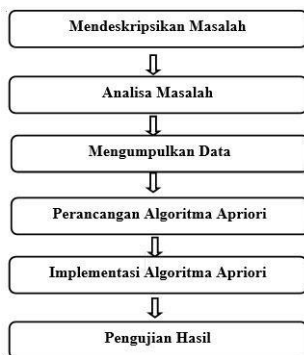 Mendeskripsikan Masalah
Analisa Masalah
Mengumpulkan Data
Perancangan Algoritma Apriori
Implementasi Algoritma Apriori
Pengujian Hasil